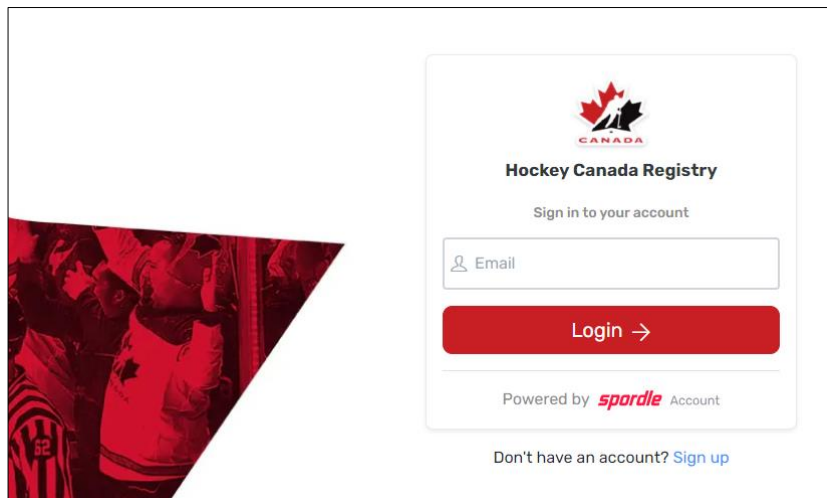 CANADA
Hockey Canada Registry
Sign in to your account
Email
Login →
Powered by spordle Account
Don't have an account? Sign up
62